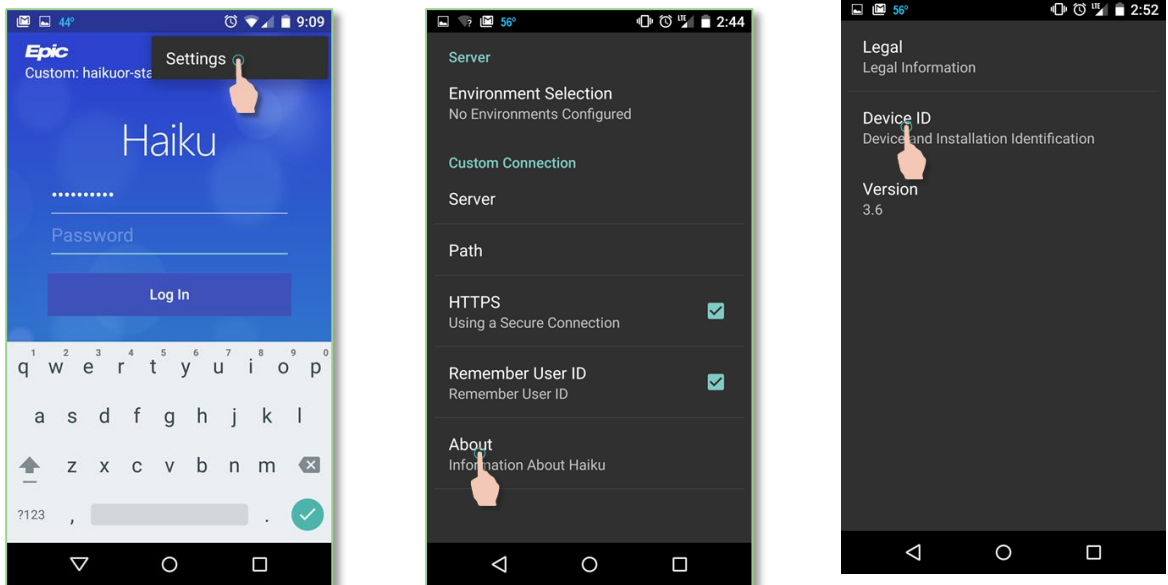 44°
9:09
Epic
Settings
Custom: haikuor-sta
Haiku
Password
Log In
1 2 3 4 5 6 7 8 9 0
q w e r t y u i o p
a s d f g h j k l
z x c v b n m
?123 , .
56°
LTE
2:44
Server
Environment Selection
No Environments Configured
Custom Connection
Server
Path
HTTPS
Using a Secure Connection
Remember User ID
Remember User ID
About
Information About Haiku
56°
LTE
2:52
Legal
Legal Information
Device ID
Device and Installation Identification
Version
3.6